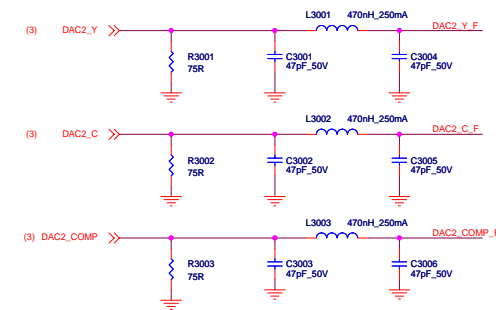 L3001 470nH_250mA
(3) DAC2_Y DAC2_Y_F
R3001 C3001 C3004
75R 47pF_50V 47pF_50V
L3002 470nH_250mA
(3) DAC2_C DAC2_C_F
R3002 C3002 C3005
75R 47pF_50V 47pF_50V
L3003 470nH_250mA
(3) DAC2_COMP DAC2_COMP_F
R3003 C3003 C3006
75R 47pF_50V 47pF_50V